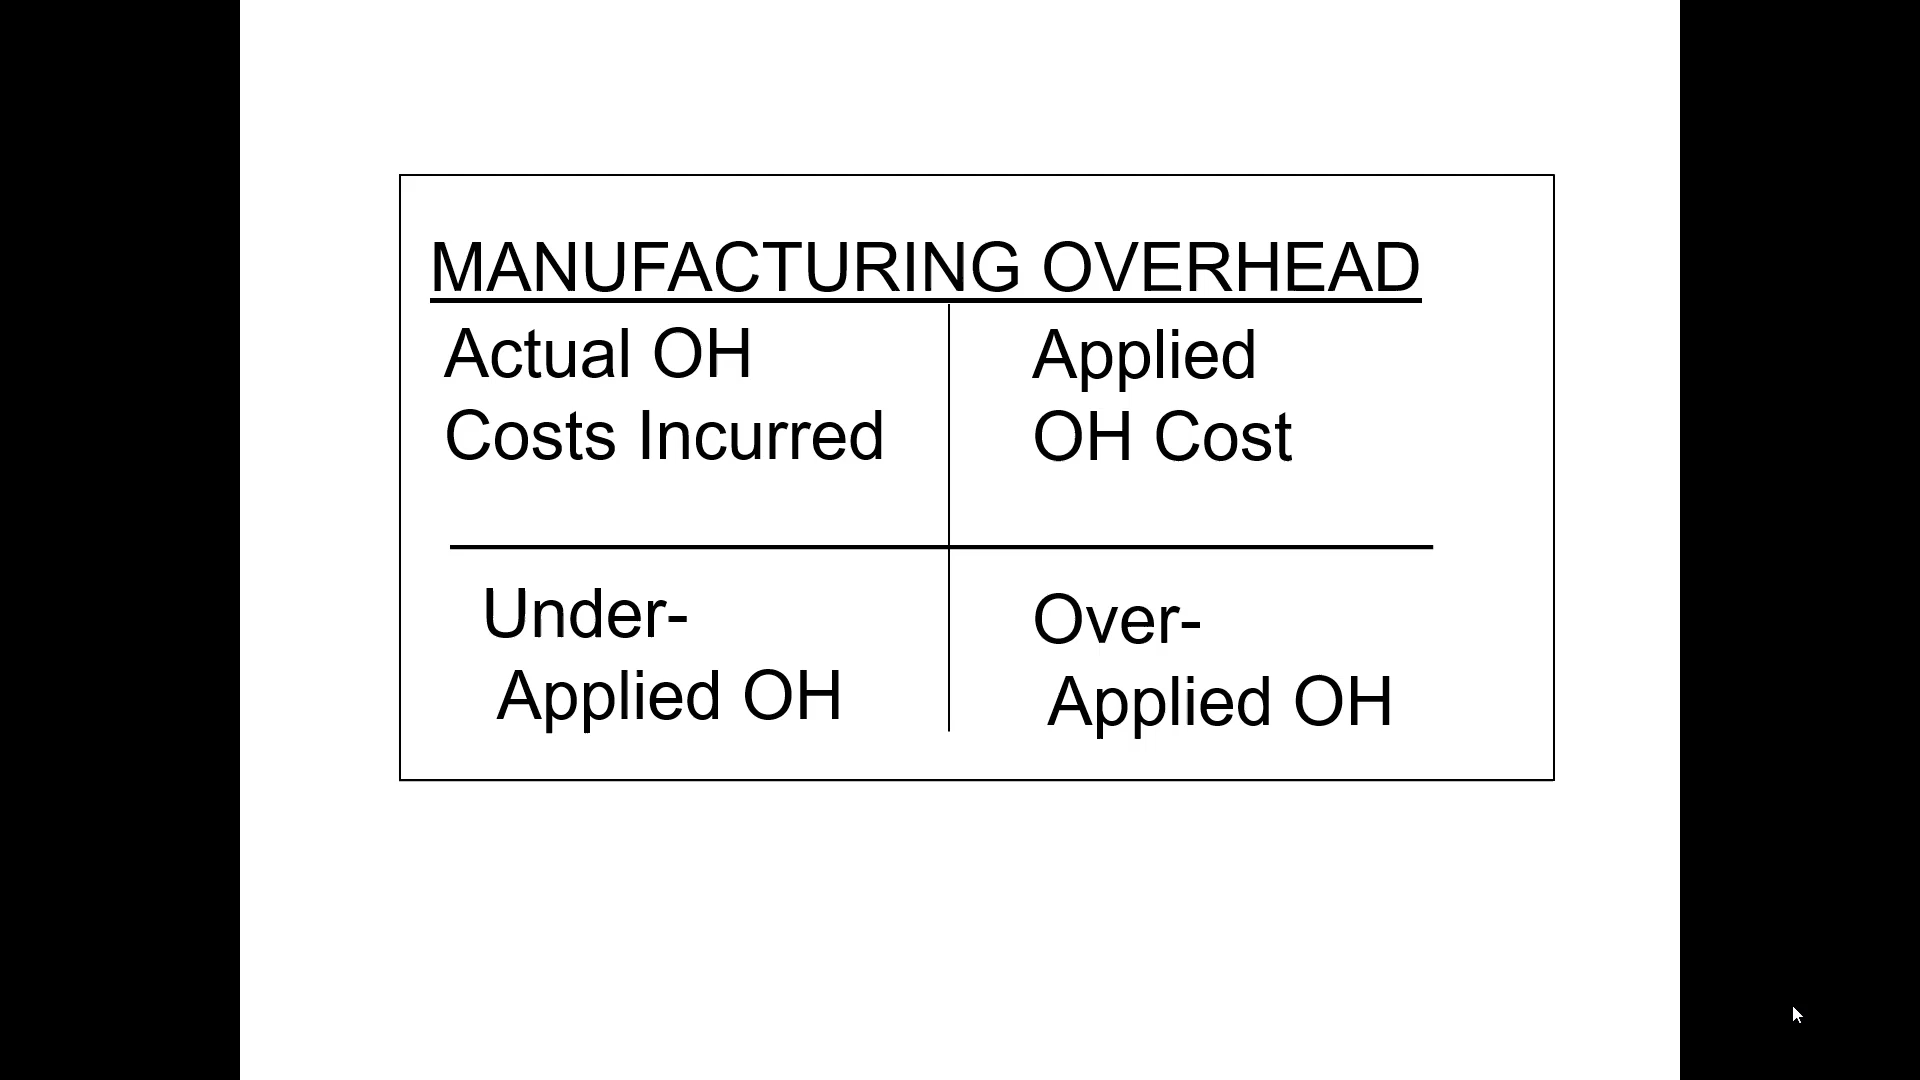 MANUFACTURING OVERHEAD
Actual OH
Costs Incurred
Applied
OH Cost
Under-
Applied OH
Over-
Applied OH